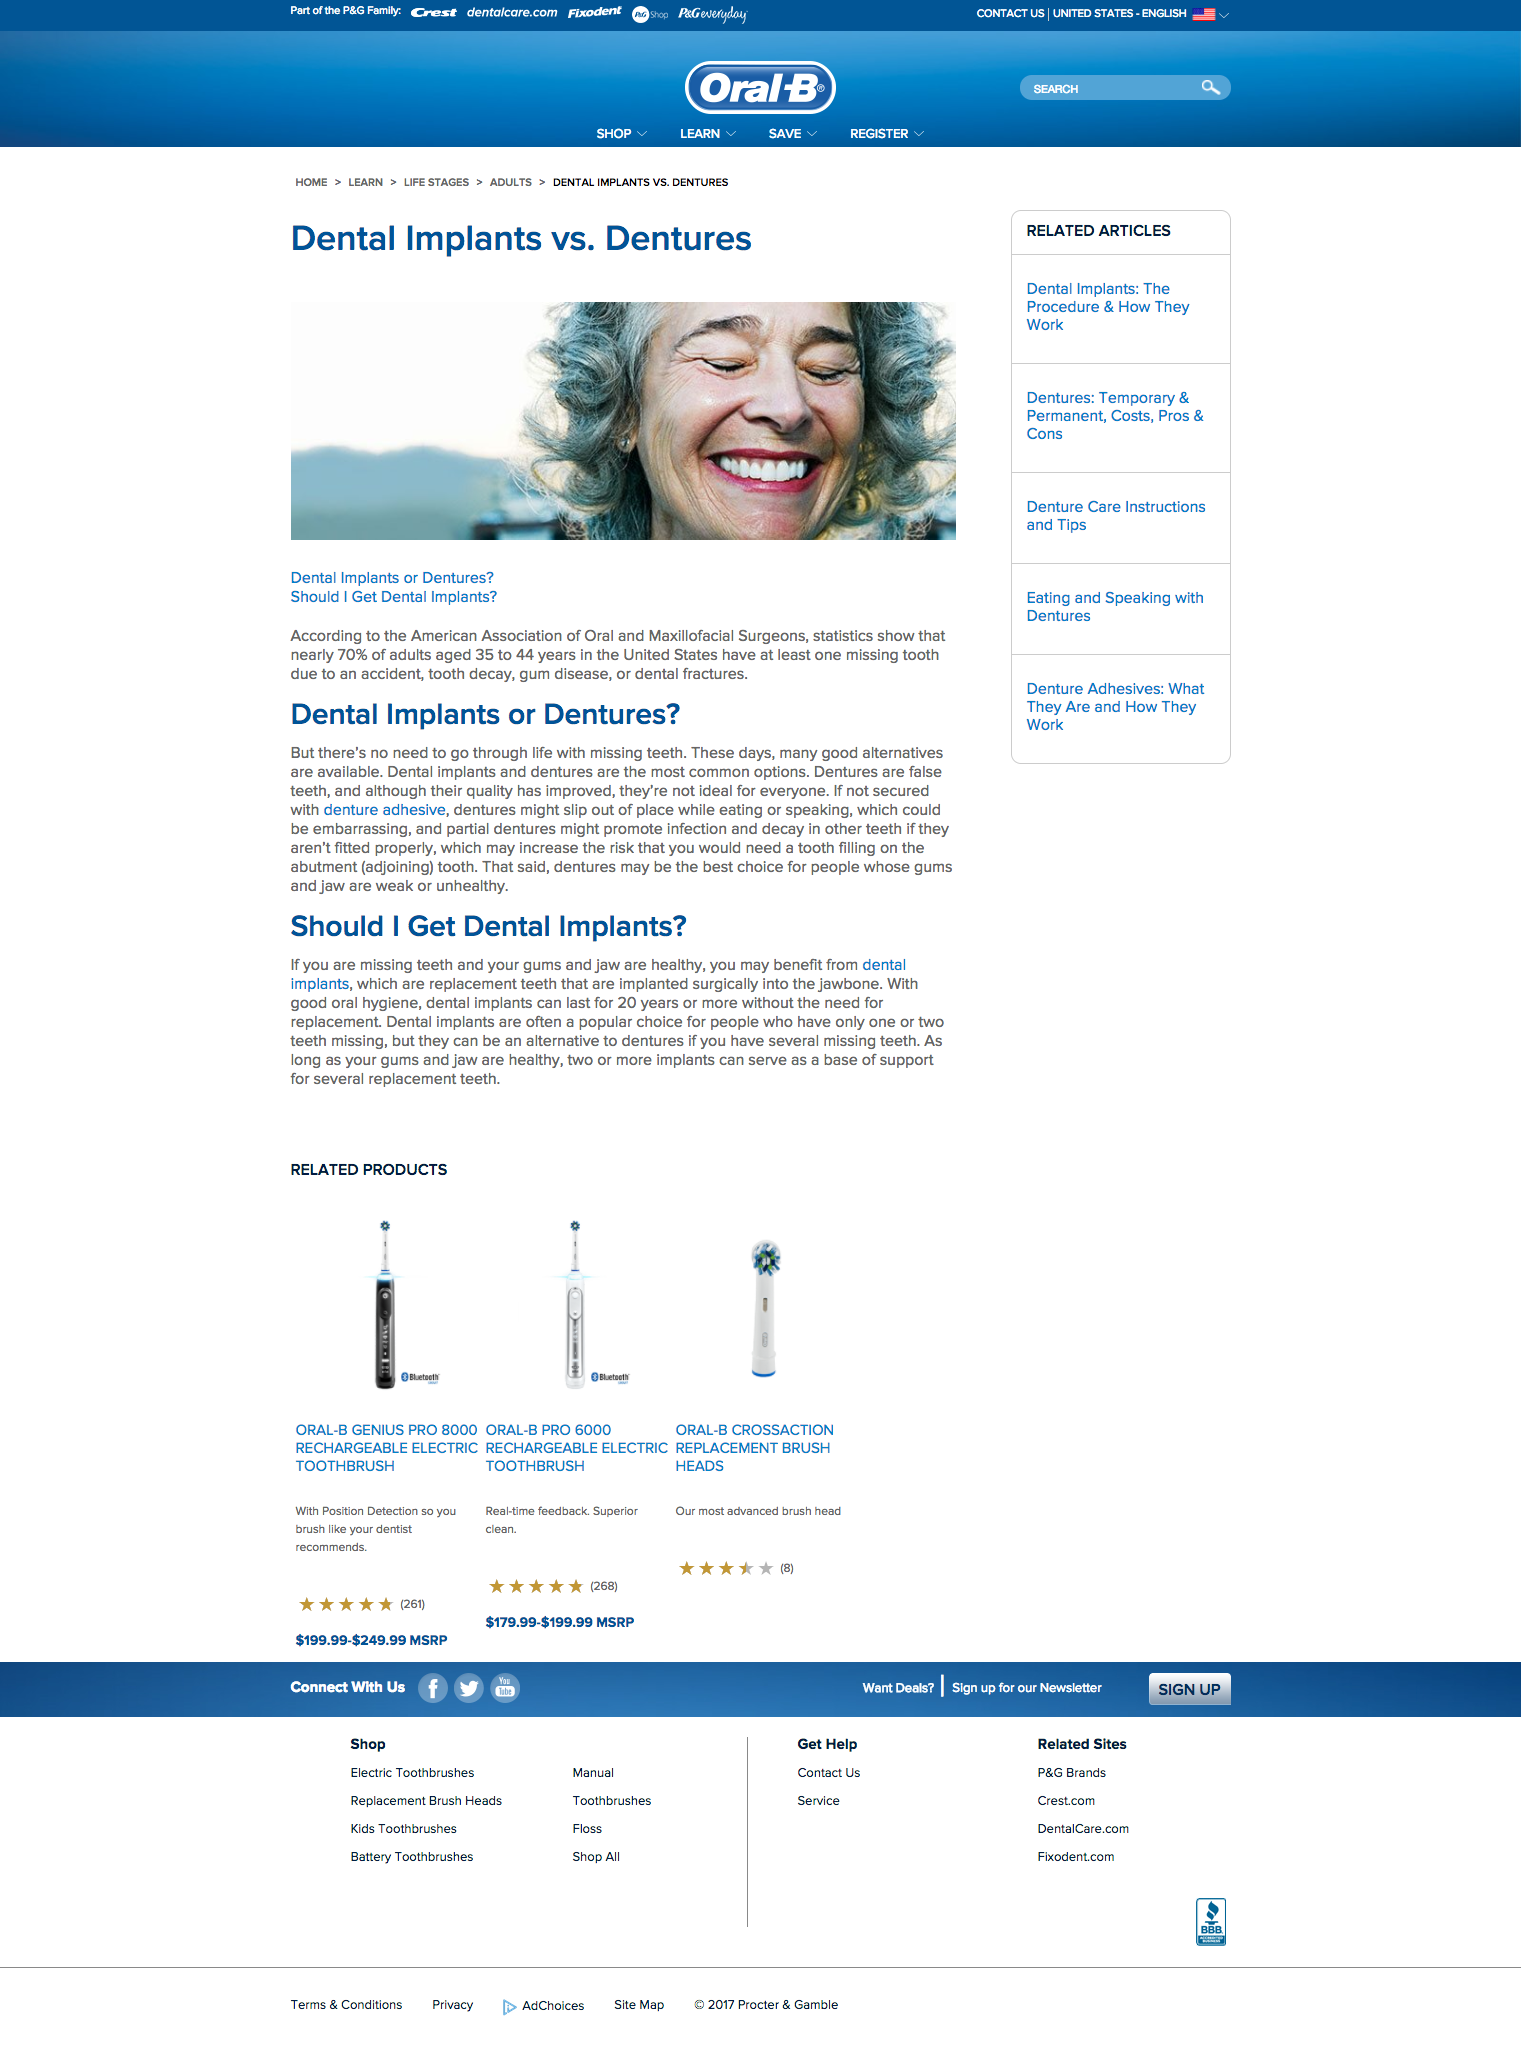 Part of the P&G Family: Crest dentalcare.com Fixodent P&G Shop P&G everyday
CONTACT US | UNITED STATES - ENGLISH
Oral-B®
SEARCH
SHOP LEARN SAVE REGISTER
HOME > LEARN > LIFE STAGES > ADULTS > DENTAL IMPLANTS VS. DENTURES
Dental Implants vs. Dentures
Dental Implants or Dentures?
Should I Get Dental Implants?
According to the American Association of Oral and Maxillofacial Surgeons, statistics show that
nearly 70% of adults aged 35 to 44 years in the United States have at least one missing tooth
due to an accident, tooth decay, gum disease, or dental fractures.
Dental Implants or Dentures?
But there's no need to go through life with missing teeth. These days, many good alternatives
are available. Dental implants and dentures are the most common options. Dentures are false
teeth, and although their quality has improved, they're not ideal for everyone. If not secured
with denture adhesive, dentures might slip out of place while eating or speaking, which could
be embarrassing, and partial dentures might promote infection and decay in other teeth if they
aren't fitted properly, which may increase the risk that you would need a tooth filling on the
abutment (adjoining) tooth. That said, dentures may be the best choice for people whose gums
and jaw are weak or unhealthy.
Should I Get Dental Implants?
If you are missing teeth and your gums and jaw are healthy, you may benefit from dental
implants, which are replacement teeth that are implanted surgically into the jawbone. With
good oral hygiene, dental implants can last for 20 years or more without the need for
replacement. Dental implants are often a popular choice for people who have only one or two
teeth missing, but they can be an alternative to dentures if you have several missing teeth. As
long as your gums and jaw are healthy, two or more implants can serve as a base of support
for several replacement teeth.
RELATED ARTICLES
Dental Implants: The
Procedure & How They
Work
Dentures: Temporary &
Permanent, Costs, Pros &
Cons
Denture Care Instructions
and Tips
Eating and Speaking with
Dentures
Denture Adhesives: What
They Are and How They
Work
RELATED PRODUCTS
Bluetooth
ORAL-B GENIUS PRO 8000
RECHARGEABLE ELECTRIC
TOOTHBRUSH
With Position Detection so you
brush like your dentist
recommends.
(261)
$199.99-$249.99 MSRP
Bluetooth
ORAL-B PRO 6000
RECHARGEABLE ELECTRIC
TOOTHBRUSH
Real-time feedback. Superior
clean.
(268)
$179.99-$199.99 MSRP
ORAL-B CROSSACTION
REPLACEMENT BRUSH
HEADS
Our most advanced brush head
(8)
Connect With Us
You
Tube
Want Deals? | Sign up for our Newsletter
SIGN UP
Shop
Electric Toothbrushes
Replacement Brush Heads
Kids Toothbrushes
Battery Toothbrushes
Manual
Toothbrushes
Floss
Shop All
Get Help
Contact Us
Service
Related Sites
P&G Brands
Crest.com
DentalCare.com
Fixodent.com
BBB
ACCREDITED
BUSINESS
Terms & Conditions Privacy AdChoices Site Map © 2017 Procter & Gamble